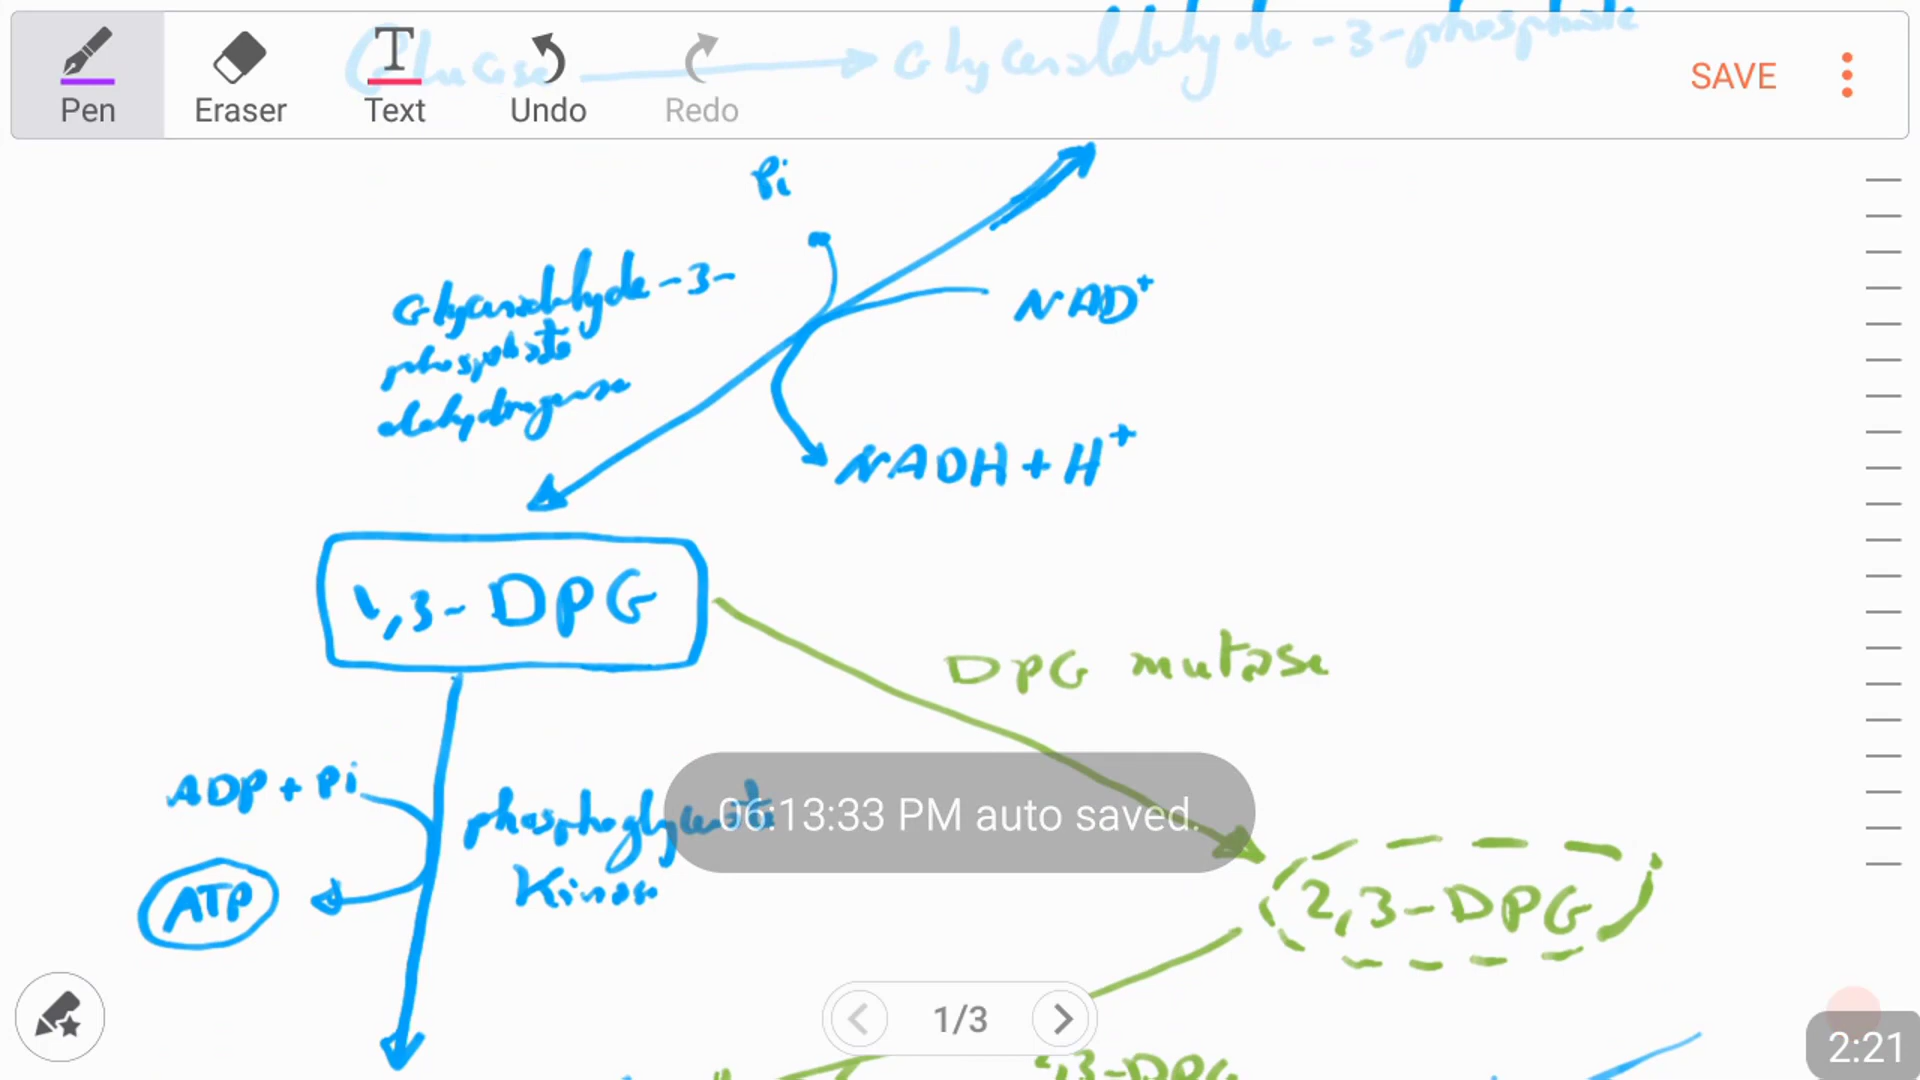 Glucose → Glyceraldehyde-3-phosphate
Pen
Eraser
Text
Undo
Redo
SAVE
Pi
Glyceraldehyde-3-
phosphate
dehydrogenase
NAD+
NADH + H+
1,3-DPG
DPG mutase
ADP + Pi
06:13:33 PM auto saved.
Kinase
ATP
2,3-DPG
1/3
2:21